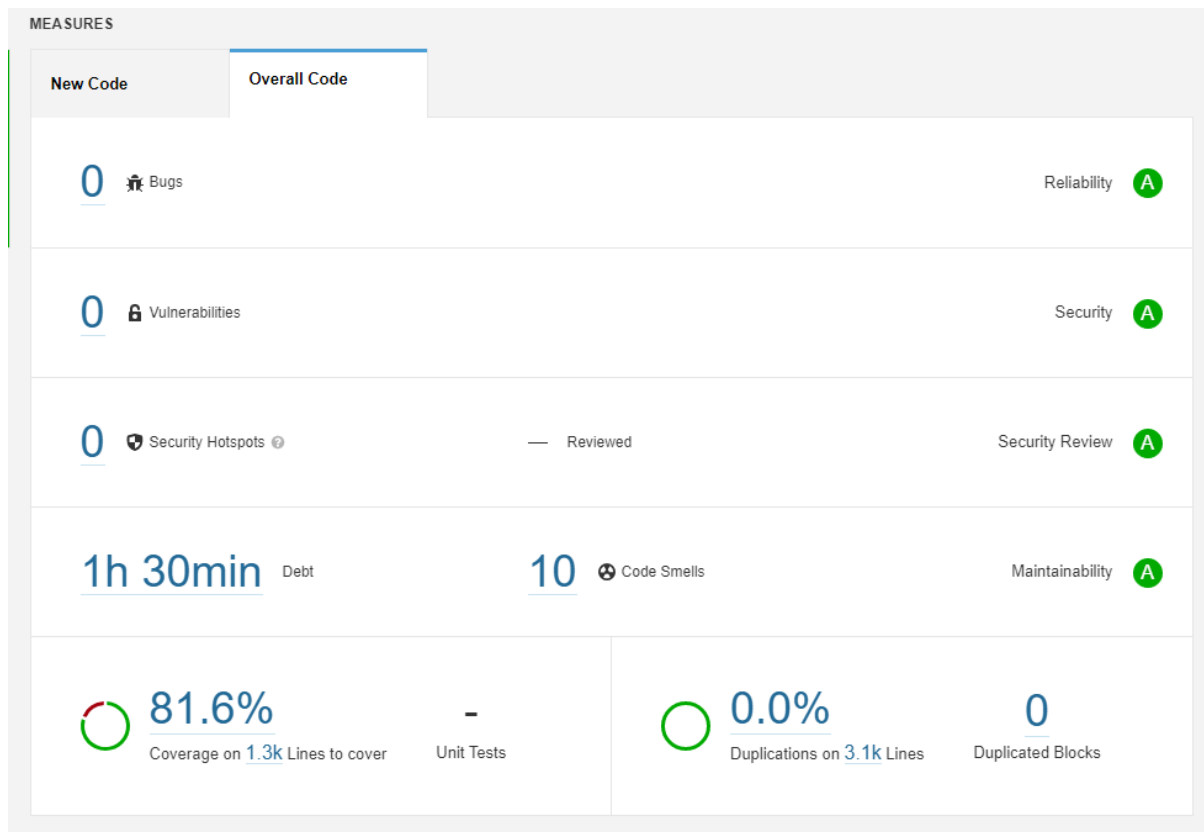 MEASURES
New Code
Overall Code
0 Bugs Reliability A
0 Vulnerabilities Security A
0 Security Hotspots ? — Reviewed Security Review A
1h 30min Debt 10 Code Smells Maintainability A
81.6% - 0.0% 0
Coverage on 1.3k Lines to cover Unit Tests Duplications on 3.1k Lines Duplicated Blocks